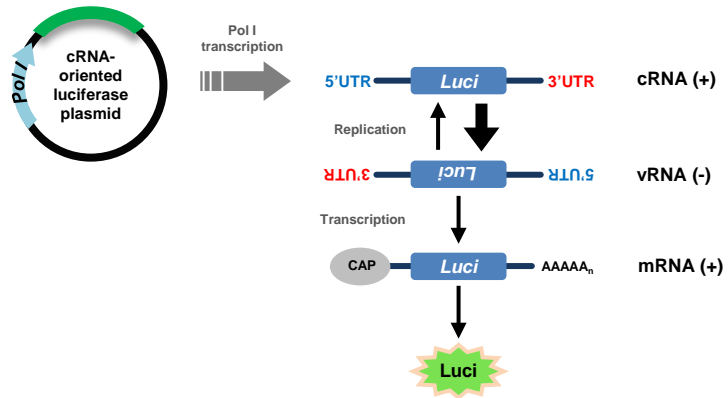 Pol I
transcription
cRNA-
oriented
luciferase
plasmid
Pol I
5'UTR
Luci
3'UTR
cRNA (+)
Replication
3'UTR
Luci
5'UTR
vRNA (-)
Transcription
CAP
Luci
AAAAAn
mRNA (+)
Luci